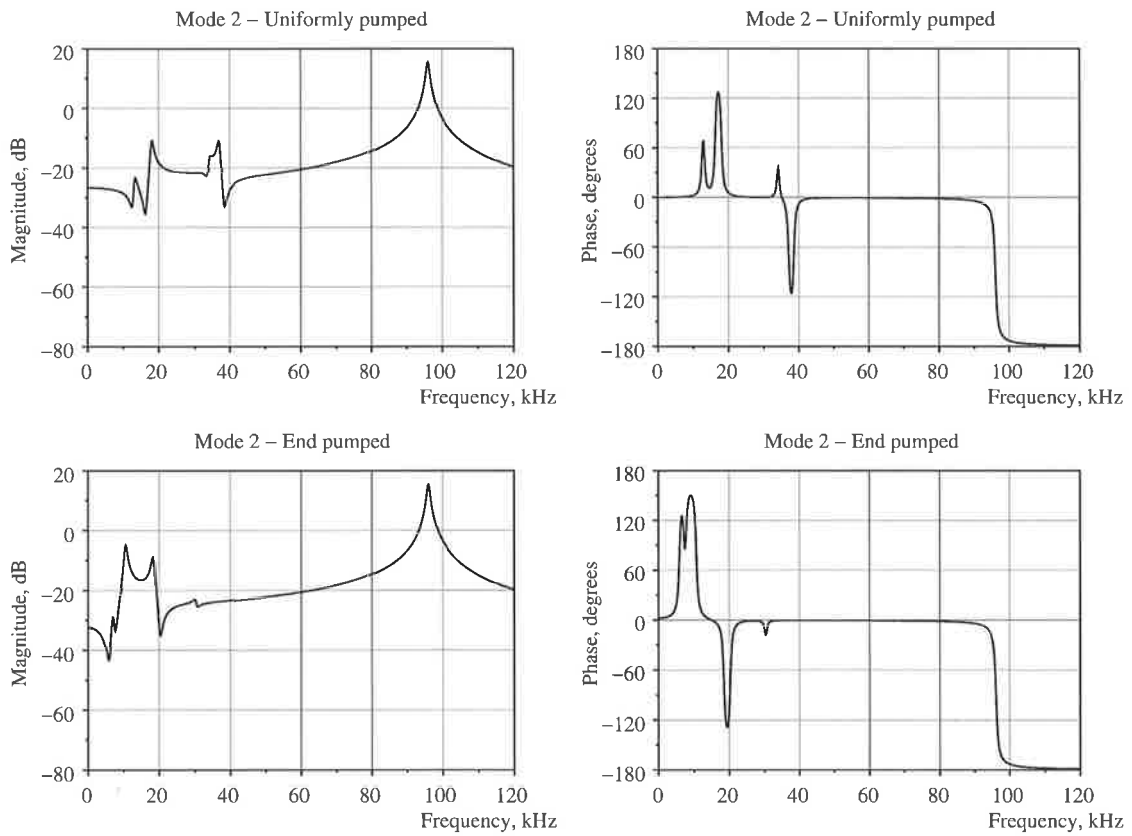 Mode 2 – Uniformly pumped
Magnitude, dB
20
0
−20
−40
−60
−80
0 20 40 60 80 100 120
Frequency, kHz
Mode 2 – Uniformly pumped
Phase, degrees
180
120
60
0
−60
−120
−180
0 20 40 60 80 100 120
Frequency, kHz
Mode 2 – End pumped
Magnitude, dB
20
0
−20
−40
−60
−80
0 20 40 60 80 100 120
Frequency, kHz
Mode 2 – End pumped
Phase, degrees
180
120
60
0
−60
−120
−180
0 20 40 60 80 100 120
Frequency, kHz